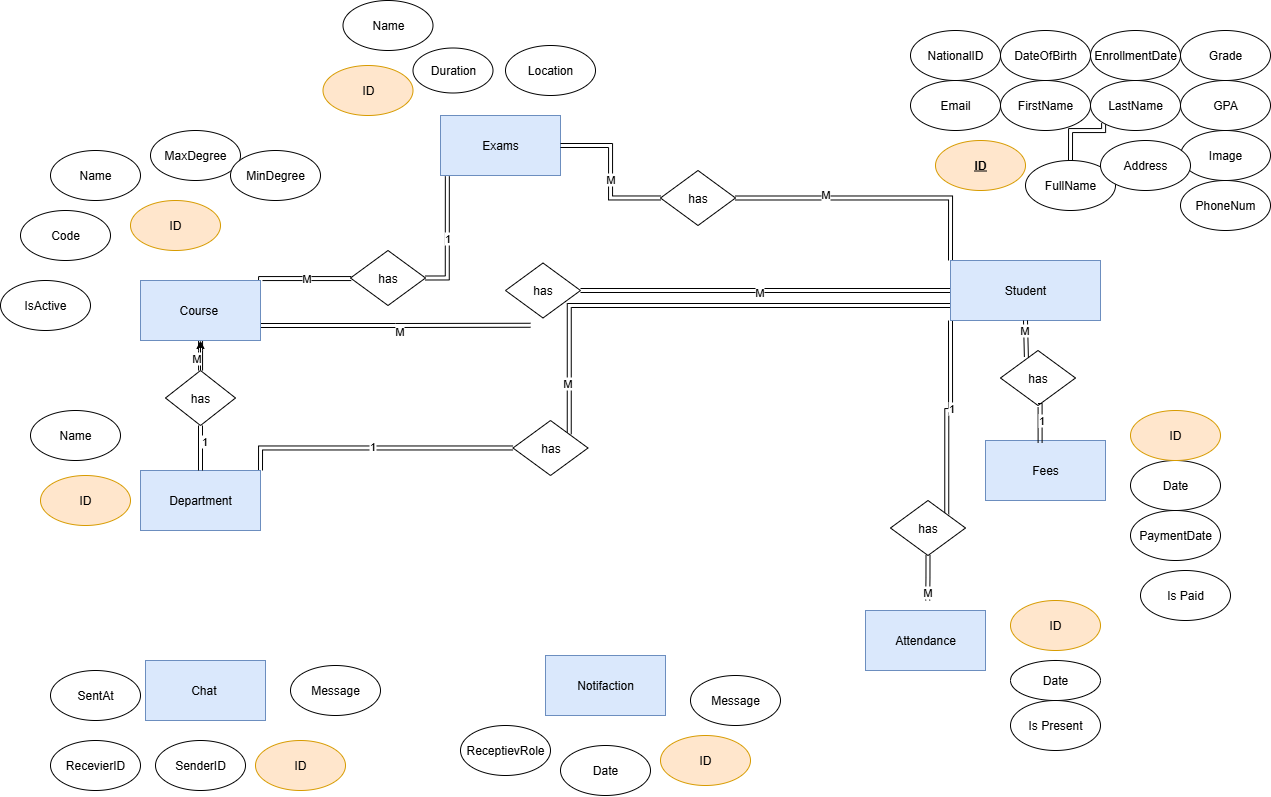 Name
Duration
Location
ID
Exams
NationalID
DateOfBirth
EnrollmentDate
Grade
Email
FirstName
LastName
GPA
ID
FullName
Address
Image
PhoneNum
Name
MaxDegree
MinDegree
Code
ID
IsActive
Course
M
has
1
M
has
M
Student
has
M
M
M
has
1
M
has
1
Fees
M
has
1
Name
ID
Department
1
has
M
ID
Date
PaymentDate
Is Paid
Attendance
ID
Date
Is Present
SentAt
Chat
Message
RecevierID
SenderID
ID
Notifaction
Message
ReceptievRole
Date
ID